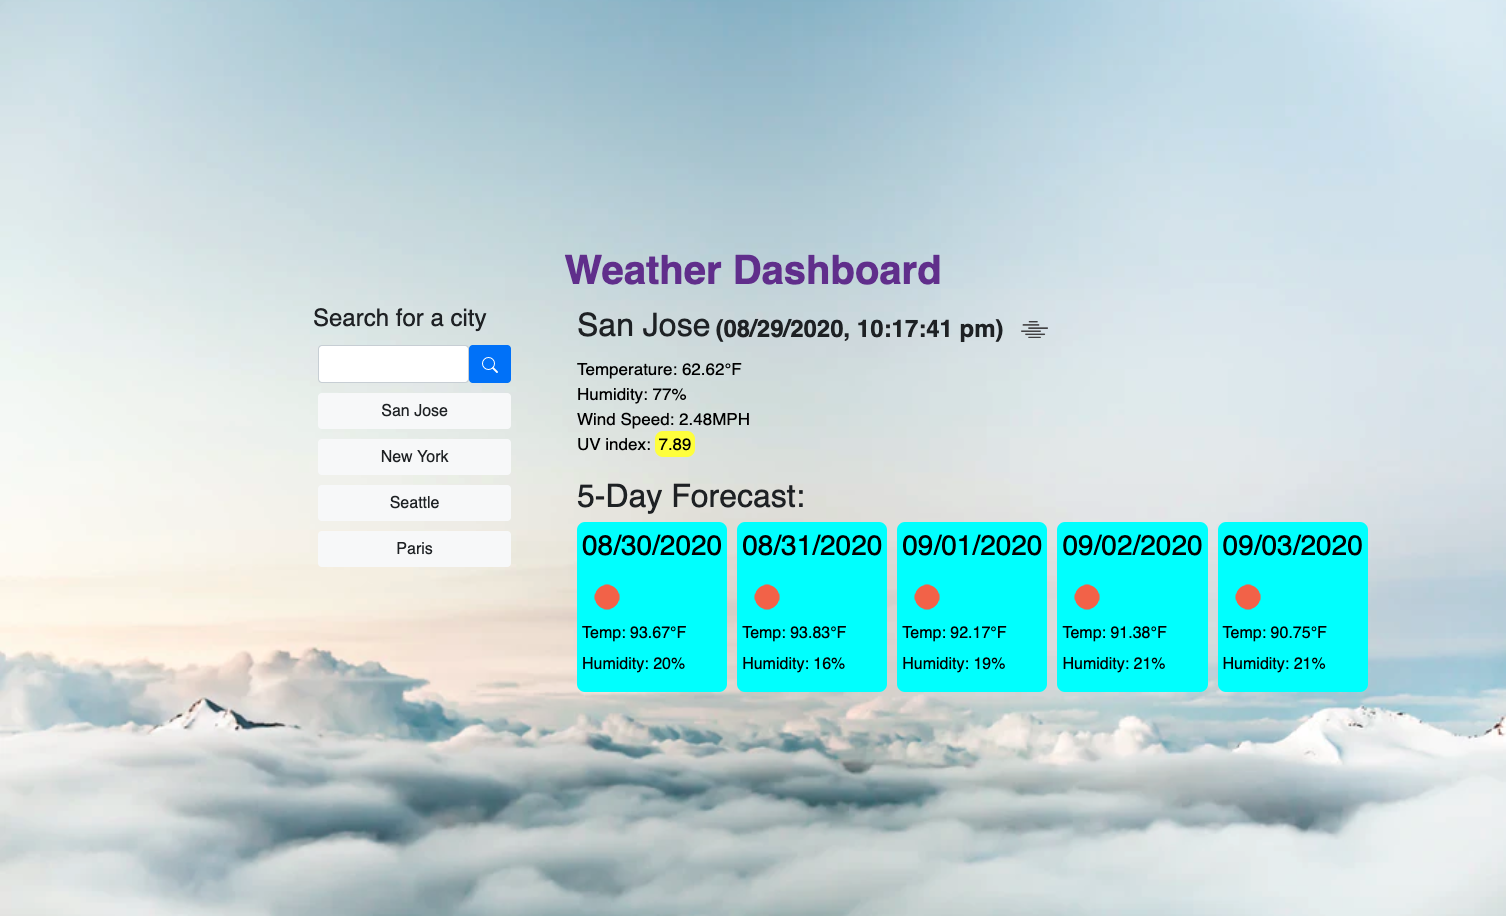 Weather Dashboard
Search for a city
San Jose
New York
Seattle
Paris
San Jose (08/29/2020, 10:17:41 pm)
Temperature: 62.62°F
Humidity: 77%
Wind Speed: 2.48MPH
UV index: 7.89
5-Day Forecast:
08/30/2020
Temp: 93.67°F
Humidity: 20%
08/31/2020
Temp: 93.83°F
Humidity: 16%
09/01/2020
Temp: 92.17°F
Humidity: 19%
09/02/2020
Temp: 91.38°F
Humidity: 21%
09/03/2020
Temp: 90.75°F
Humidity: 21%